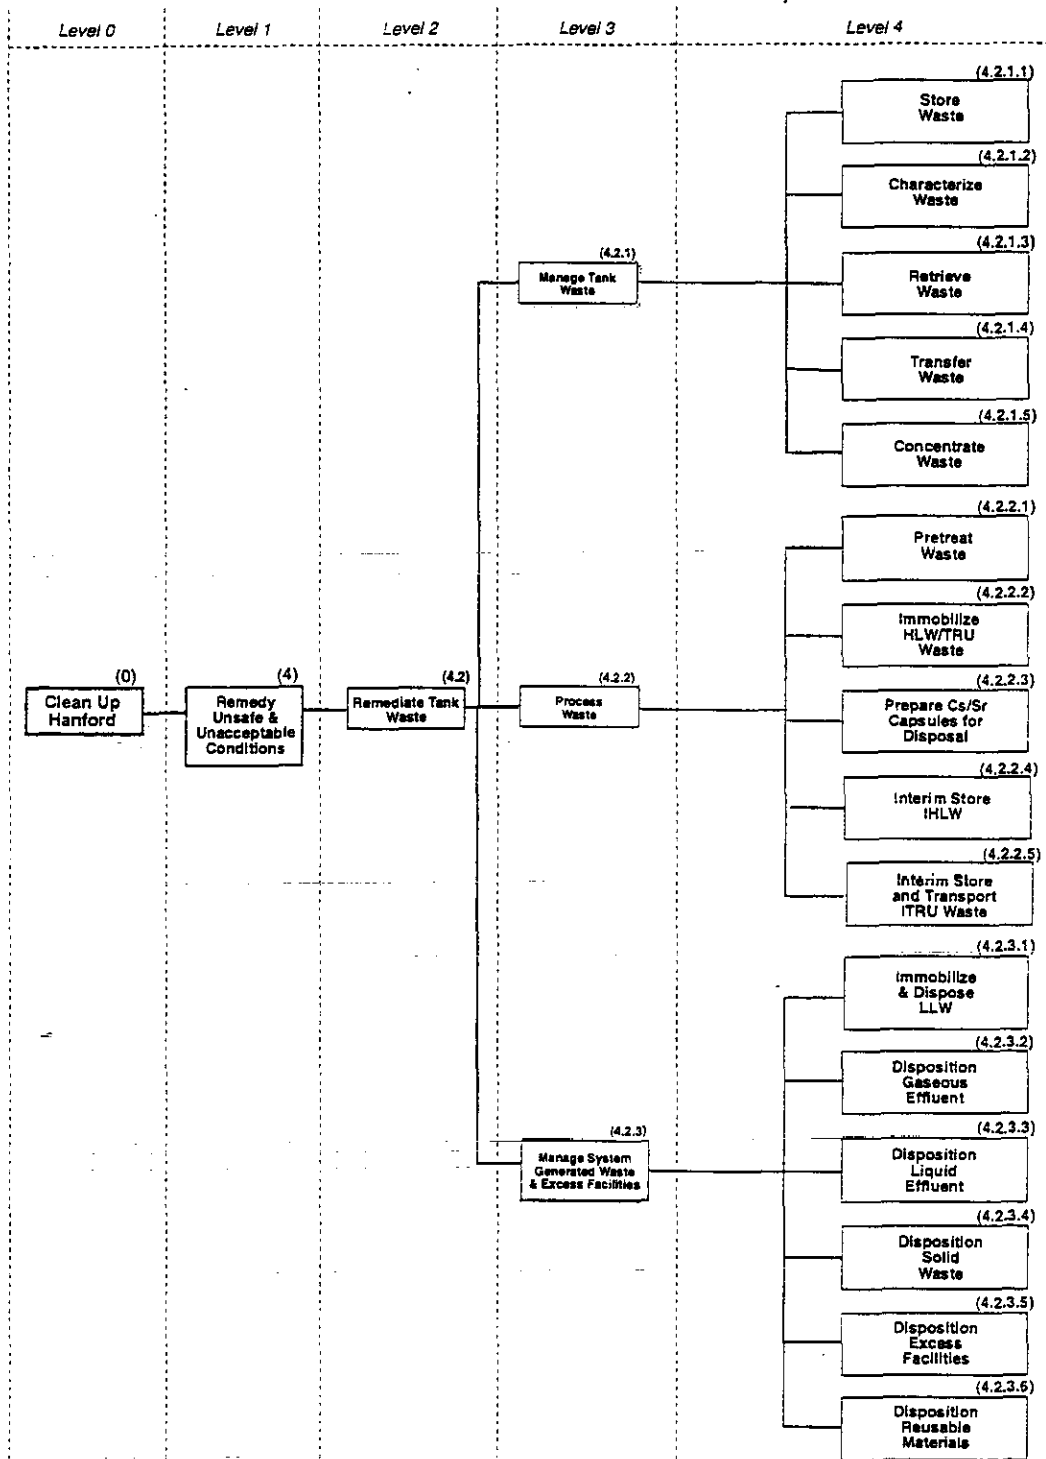 Level 0
Level 1
Level 2
Level 3
Level 4
(4.2.1.1)
Store
Waste
(4.2.1.2)
Characterize
Waste
(4.2.1)
Manage Tank
Waste
(4.2.1.3)
Retrieve
Waste
(4.2.1.4)
Transfer
Waste
(4.2.1.5)
Concentrate
Waste
(4.2.2.1)
Pretreat
Waste
(4.2.2.2)
Immobilize
HLW/TRU
Waste
(0)
Clean Up
Hanford
(4)
Remedy
Unsafe &
Unacceptable
Conditions
(4.2)
Remediate Tank
Waste
(4.2.2)
Process
Waste
(4.2.2.3)
Prepare Cs/Sr
Capsules for
Disposal
(4.2.2.4)
Interim Store
IHLW
(4.2.2.5)
Interim Store
and Transport
ITRU Waste
(4.2.3.1)
Immobilize
& Dispose
LLW
(4.2.3.2)
Disposition
Gaseous
Effluent
(4.2.3)
Manage System
Generated Waste
& Excess Facilities
(4.2.3.3)
Disposition
Liquid
Effluent
(4.2.3.4)
Disposition
Solid
Waste
(4.2.3.5)
Disposition
Excess
Facilities
(4.2.3.6)
Disposition
Reusable
Materials